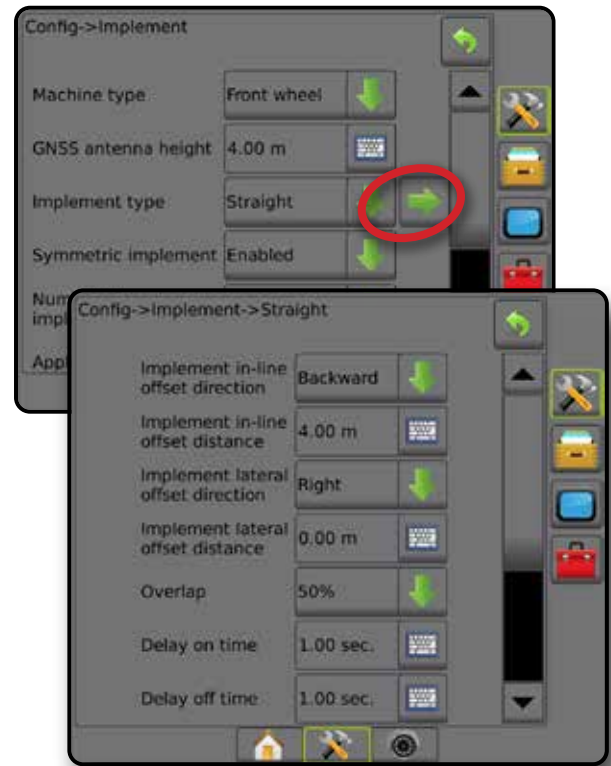 Config->Implement
Machine type Front wheel
GNSS antenna height 4.00 m
Implement type Straight
Symmetric implement Enabled
Config->Implement->Straight
Implement in-line
offset direction Backward
Implement in-line
offset distance 4.00 m
Implement lateral
offset direction Right
Implement lateral
offset distance 0.00 m
Overlap 50%
Delay on time 1.00 sec.
Delay off time 1.00 sec.